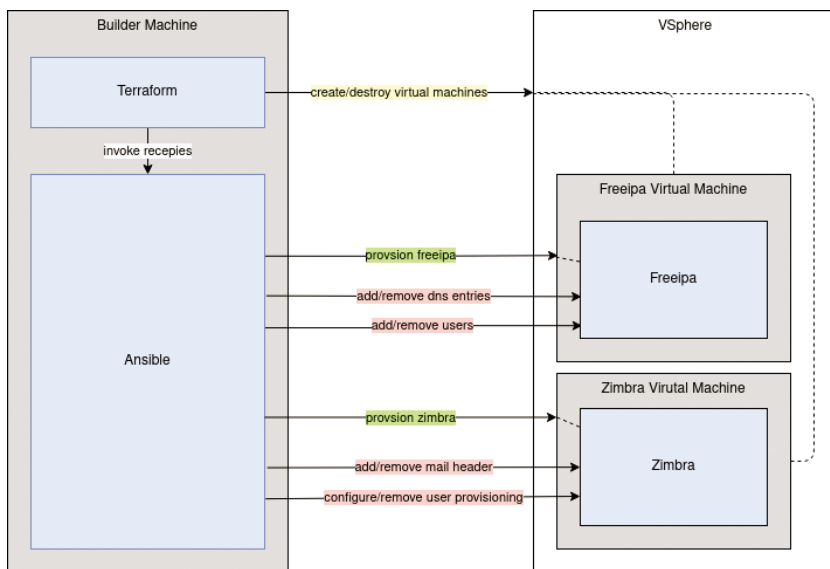 Builder Machine
VSphere
Terraform
create/destroy virtual machines
invoke recepies
Freeipa Virtual Machine
provsion freeipa
Freeipa
add/remove dns entries
add/remove users
Ansible
Zimbra Virutal Machine
provsion zimbra
Zimbra
add/remove mail header
configure/remove user provisioning